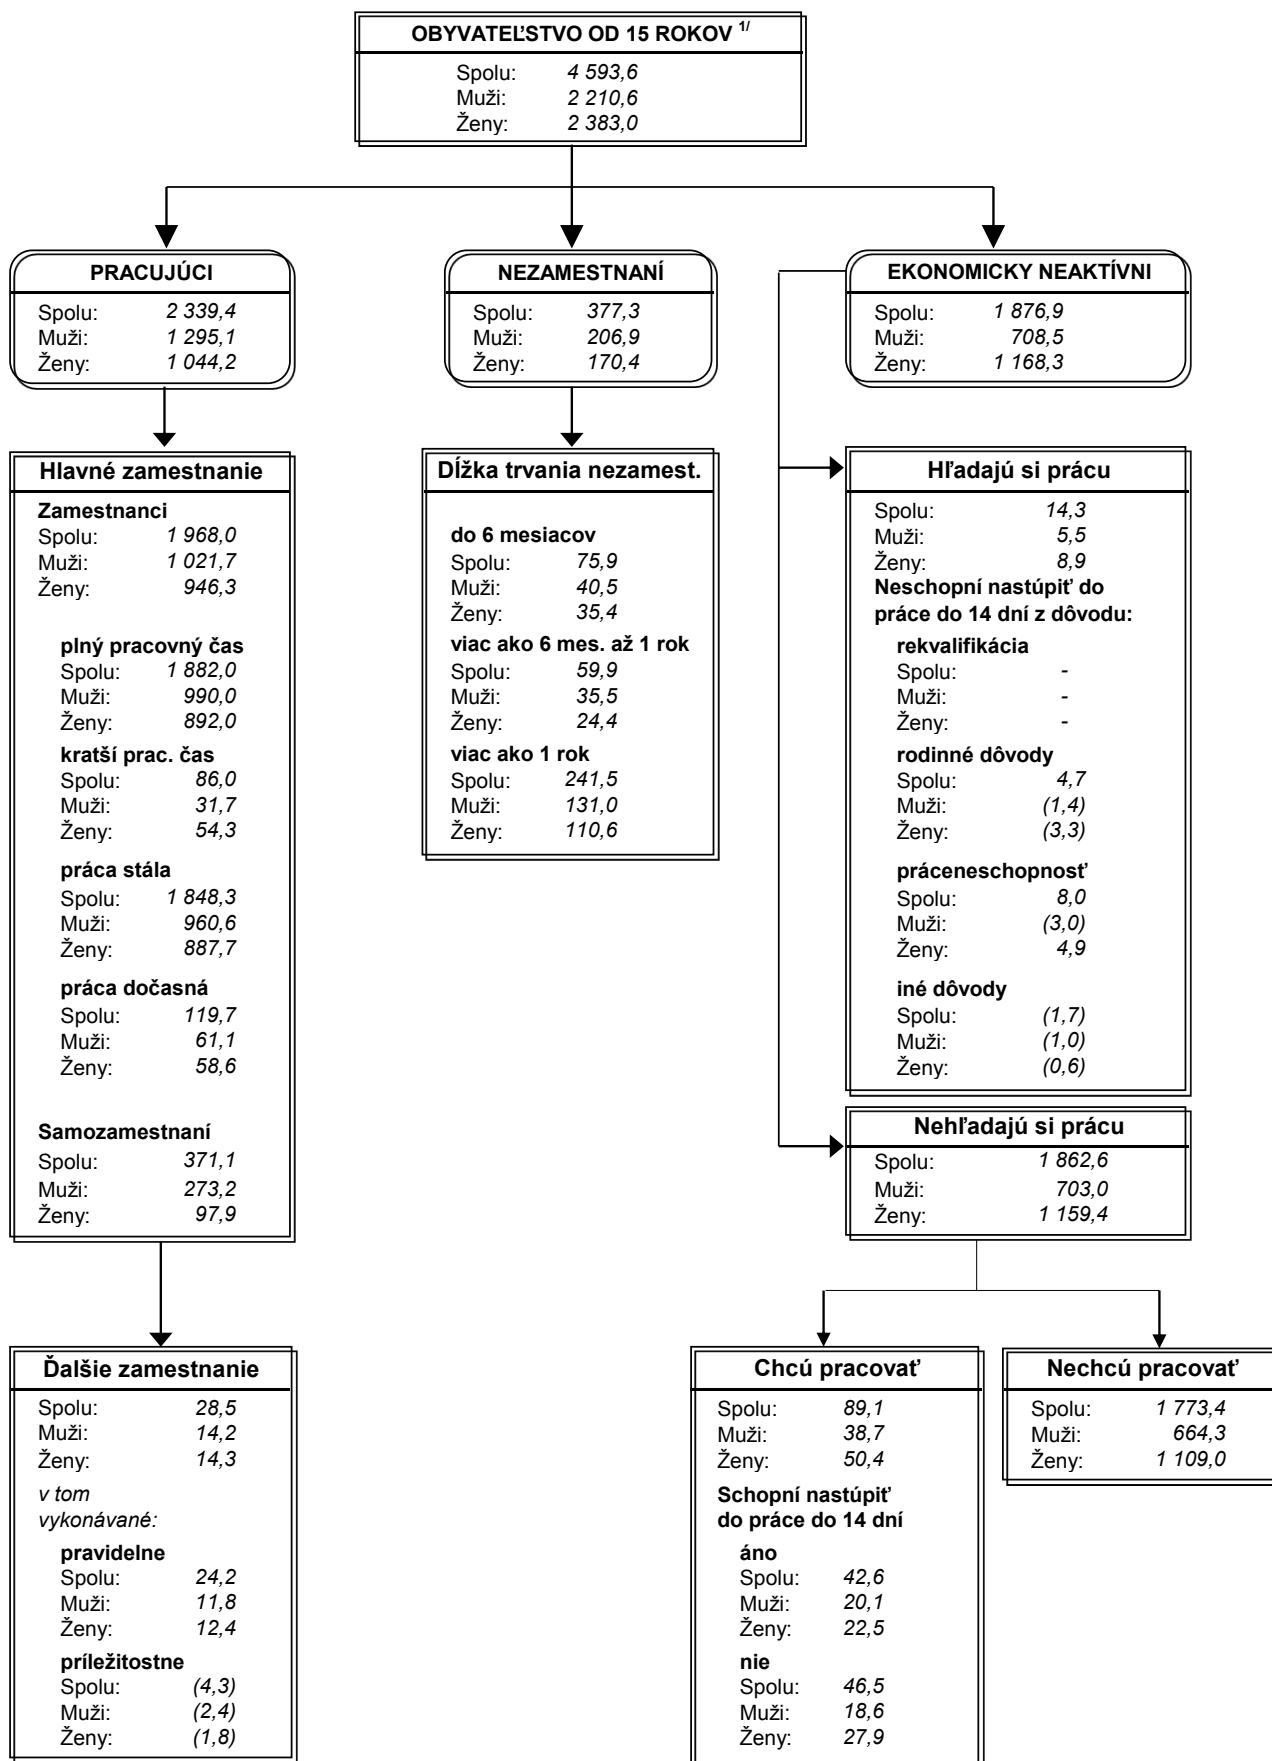 OBYVATEĽSTVO OD 15 ROKOV 1/
Spolu: 4 593,6
Muži: 2 210,6
Ženy: 2 383,0
PRACUJÚCI
Spolu: 2 339,4
Muži: 1 295,1
Ženy: 1 044,2
NEZAMESTNANÍ
Spolu: 377,3
Muži: 206,9
Ženy: 170,4
EKONOMICKY NEAKTÍVNI
Spolu: 1 876,9
Muži: 708,5
Ženy: 1 168,3
Hlavné zamestnanie
Zamestnanci
Spolu: 1 968,0
Muži: 1 021,7
Ženy: 946,3
plný pracovný čas
Spolu: 1 882,0
Muži: 990,0
Ženy: 892,0
kratší prac. čas
Spolu: 86,0
Muži: 31,7
Ženy: 54,3
práca stála
Spolu: 1 848,3
Muži: 960,6
Ženy: 887,7
práca dočasná
Spolu: 119,7
Muži: 61,1
Ženy: 58,6
Samozamestnaní
Spolu: 371,1
Muži: 273,2
Ženy: 97,9
Dĺžka trvania nezamest.
do 6 mesiacov
Spolu: 75,9
Muži: 40,5
Ženy: 35,4
viac ako 6 mes. až 1 rok
Spolu: 59,9
Muži: 35,5
Ženy: 24,4
viac ako 1 rok
Spolu: 241,5
Muži: 131,0
Ženy: 110,6
Hľadajú si prácu
Spolu: 14,3
Muži: 5,5
Ženy: 8,9
Neschopní nastúpiť do
práce do 14 dní z dôvodu:
rekvalifikácia
Spolu: -
Muži: -
Ženy: -
rodinné dôvody
Spolu: 4,7
Muži: (1,4)
Ženy: (3,3)
práceneschopnosť
Spolu: 8,0
Muži: (3,0)
Ženy: 4,9
iné dôvody
Spolu: (1,7)
Muži: (1,0)
Ženy: (0,6)
Nehľadajú si prácu
Spolu: 1 862,6
Muži: 703,0
Ženy: 1 159,4
Ďalšie zamestnanie
Spolu: 28,5
Muži: 14,2
Ženy: 14,3
v tom
vykonávané:
pravidelne
Spolu: 24,2
Muži: 11,8
Ženy: 12,4
príležitostne
Spolu: (4,3)
Muži: (2,4)
Ženy: (1,8)
Chcú pracovať
Spolu: 89,1
Muži: 38,7
Ženy: 50,4
Schopní nastúpiť
do práce do 14 dní
áno
Spolu: 42,6
Muži: 20,1
Ženy: 22,5
nie
Spolu: 46,5
Muži: 18,6
Ženy: 27,9
Nechcú pracovať
Spolu: 1 773,4
Muži: 664,3
Ženy: 1 109,0